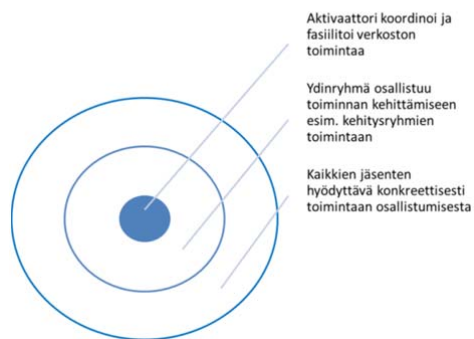 Aktivaattori koordinoi ja
fasiilitoi verkoston
toimintaa
Ydinryhmä osallistuu
toiminnan kehittämiseen
esim. kehitysryhmien
toimintaan
Kaikkien jäsenten
hyödyttävä konkreettisesti
toimintaan osallistumisesta